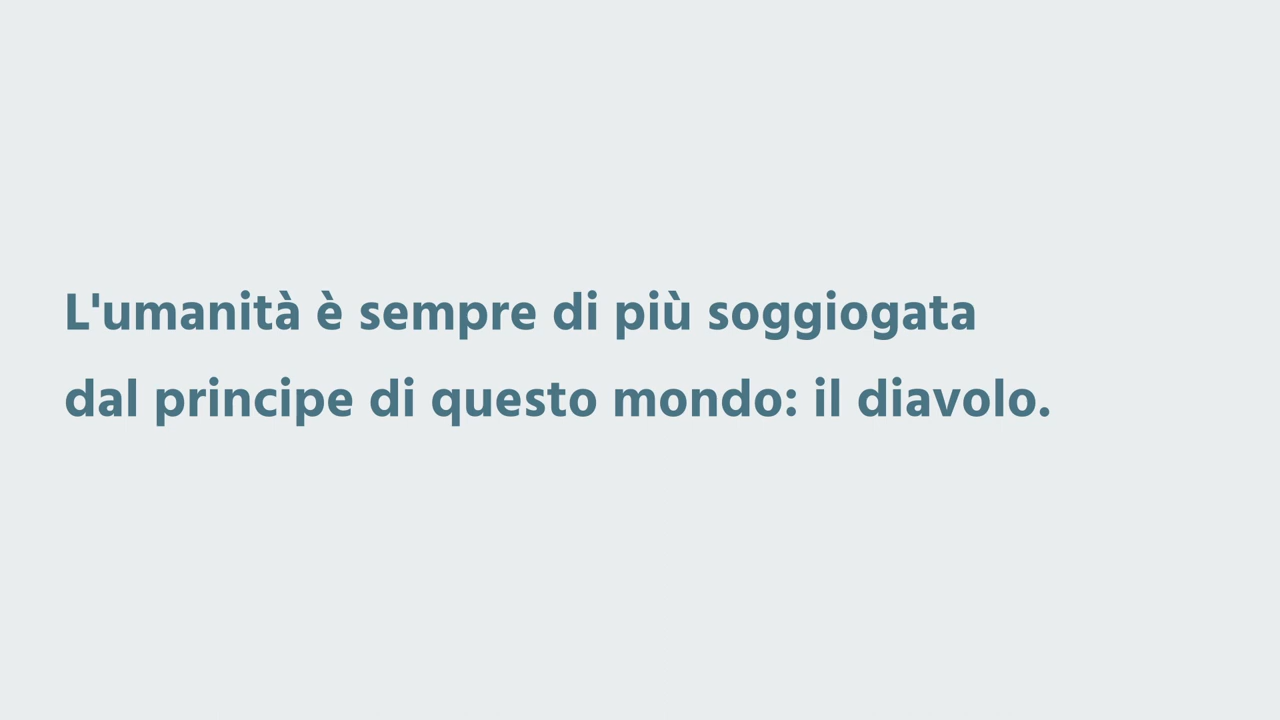 L'umanità è sempre di più soggiogata
dal principe di questo mondo: il diavolo.